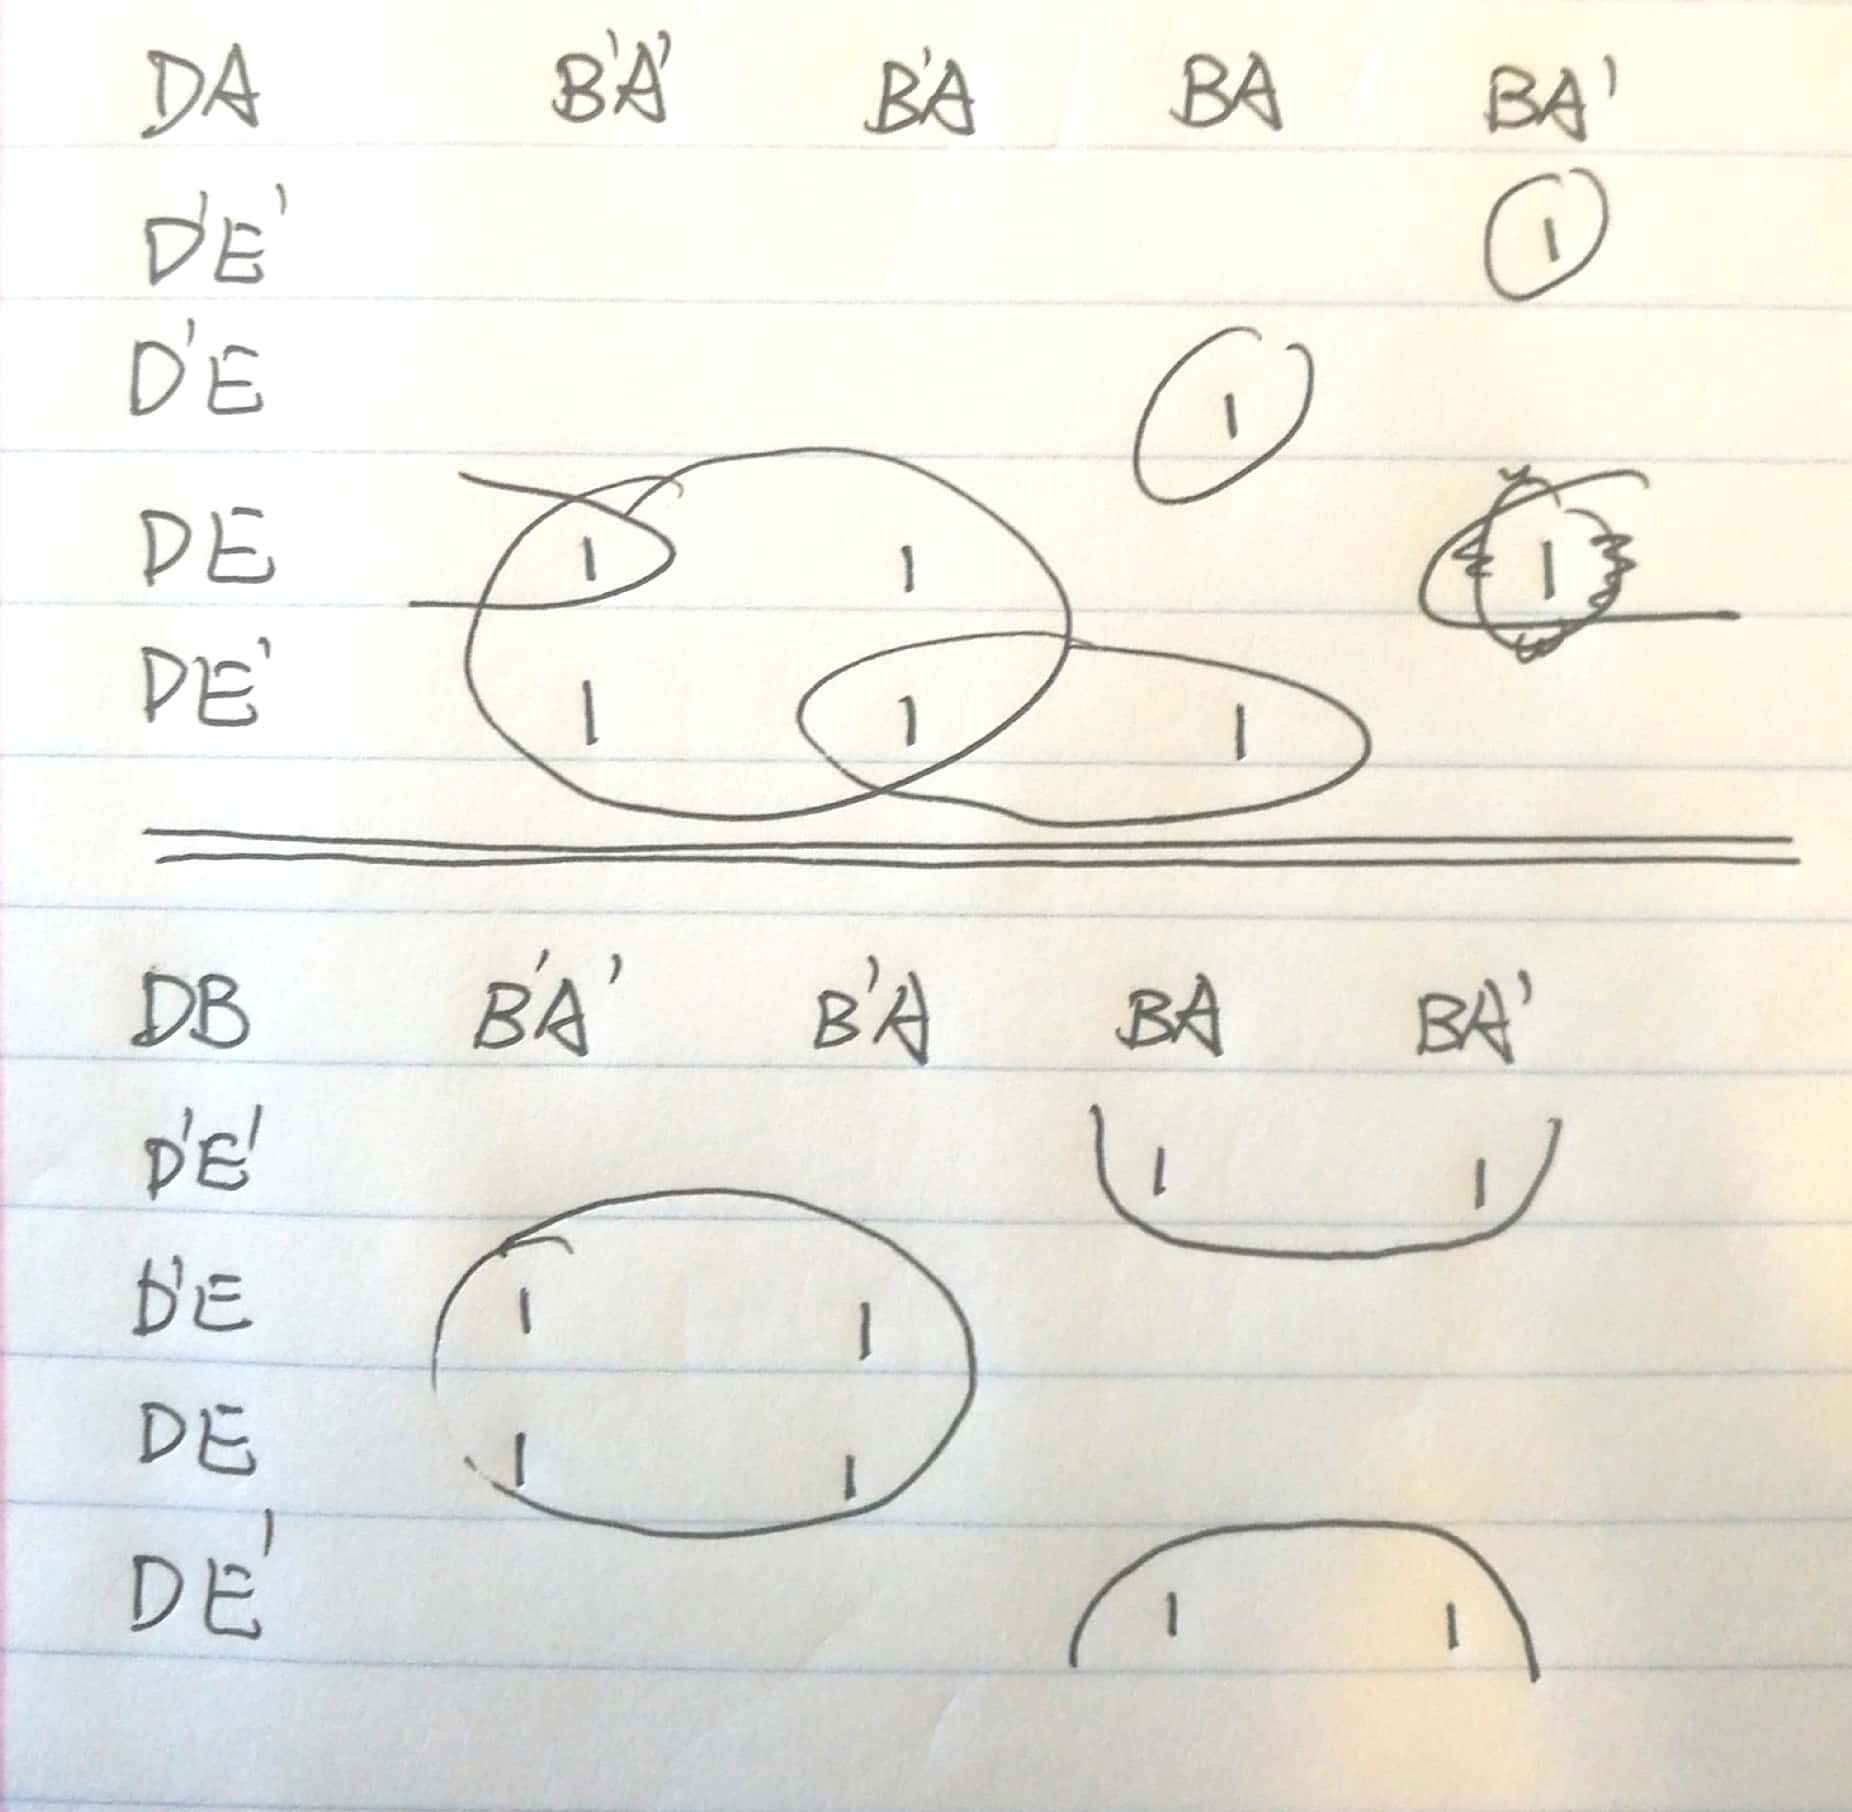 DA B'A' B'A BA BA'
D'E' 1
D'E 1
DE 1 1 1
DE' 1 1 1
DB B'A' B'A BA BA'
D'E' 1 1
D'E 1 1
DE 1 1
DE' 1 1